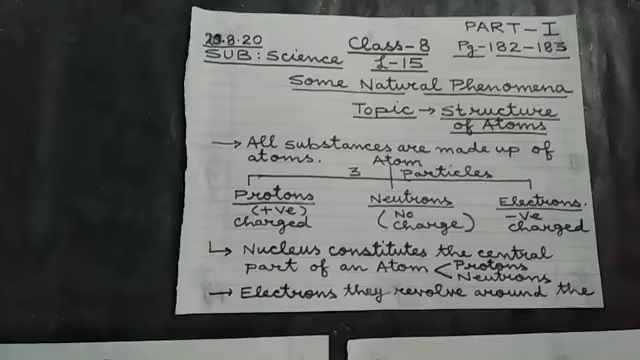 PART-I
20.8.20 Class-8 Pg-182-183
SUB: Science L-15
Some Natural Phenomena
Topic → Structure
of Atoms
→ All substances are made up of
atoms. Atom
3 Particles
Protons Neutrons Electrons.
(+ve) (No -ve
charged Charge) charged
↳ Nucleus constitutes the central
part of an Atom < Protons
Neutrons
→ Electrons they revolve around the